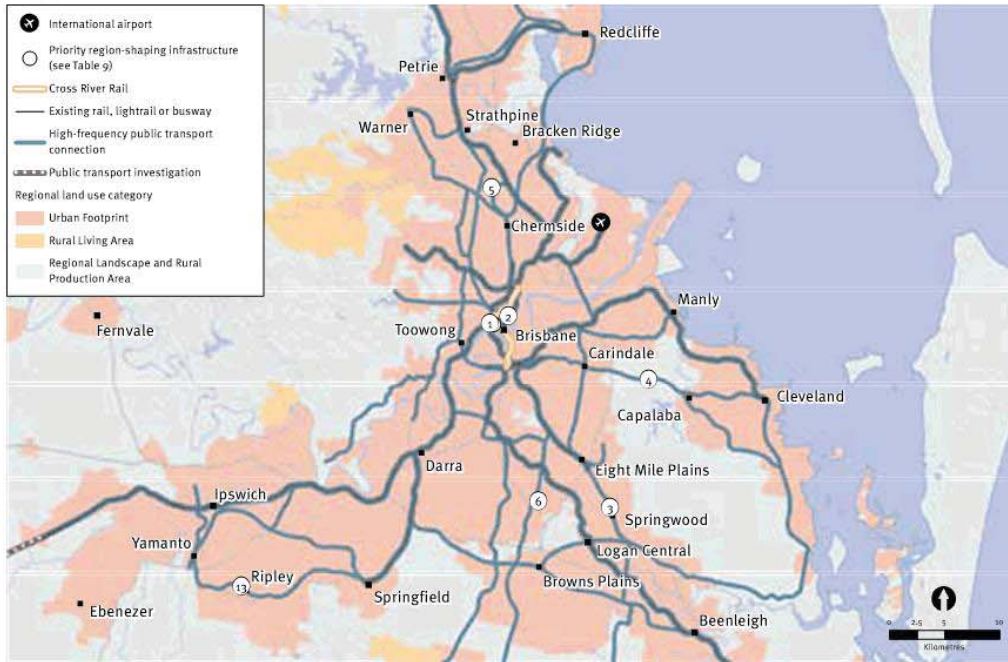 International airport
Priority region-shaping infrastructure
(see Table 9)
Cross River Rail
Existing rail, lightrail or busway
High-frequency public transport
connection
Public transport investigation
Regional land use category
Urban Footprint
Rural Living Area
Regional Landscape and Rural
Production Area
Redcliffe
Petrie
Strathpine
Warner
Bracken Ridge
5
Chermside
Manly
Fernvale
2
1
Toowong
Brisbane
Carindale
4
Capalaba
Cleveland
Darra
Eight Mile Plains
Ipswich
6
3
Springwood
Yamanto
Logan Central
Ripley
13
Browns Plains
Springfield
Ebenezer
Beenleigh
0 2.5 5 10
Kilometres